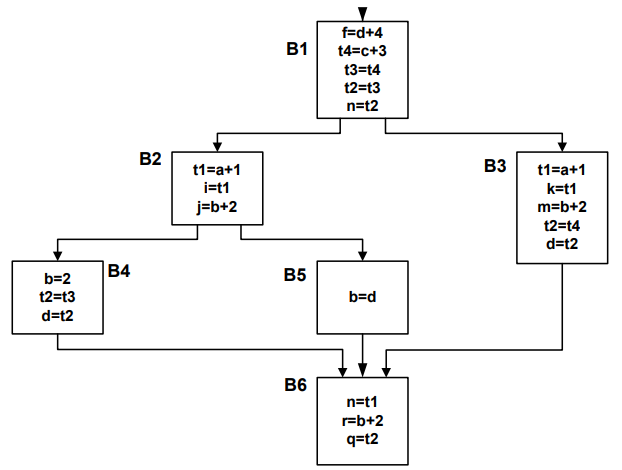 B1
f=d+4
t4=c+3
t3=t4
t2=t3
n=t2
B2
t1=a+1
i=t1
j=b+2
B3
t1=a+1
k=t1
m=b+2
t2=t4
d=t2
B4
b=2
t2=t3
d=t2
B5
b=d
B6
n=t1
r=b+2
q=t2